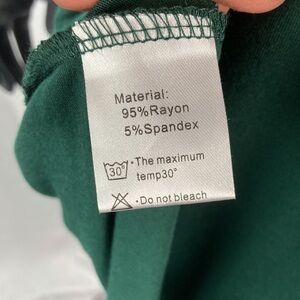 Material:
95%Rayon
5%Spandex
30° ·The maximum
temp30°
·Do not bleach